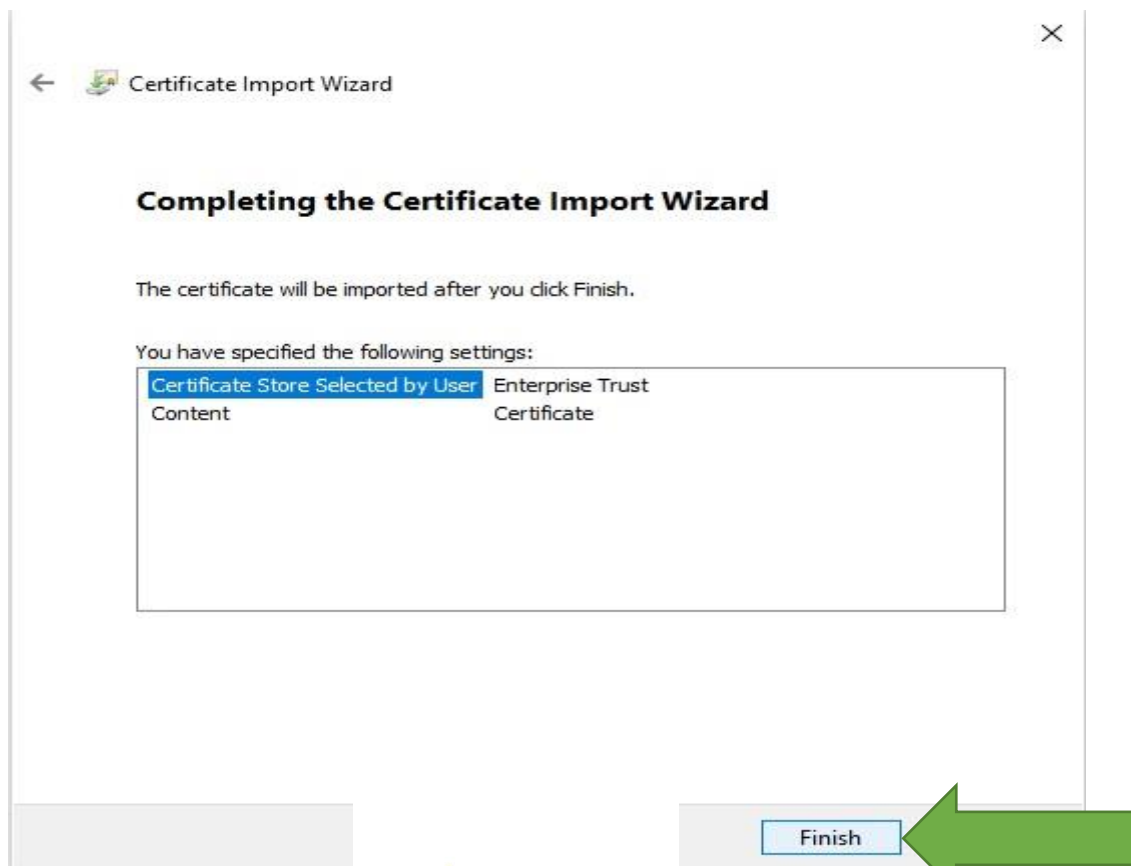 Certificate Import Wizard
Completing the Certificate Import Wizard
The certificate will be imported after you click Finish.
You have specified the following settings:
Certificate Store Selected by User Enterprise Trust
Content Certificate
Finish